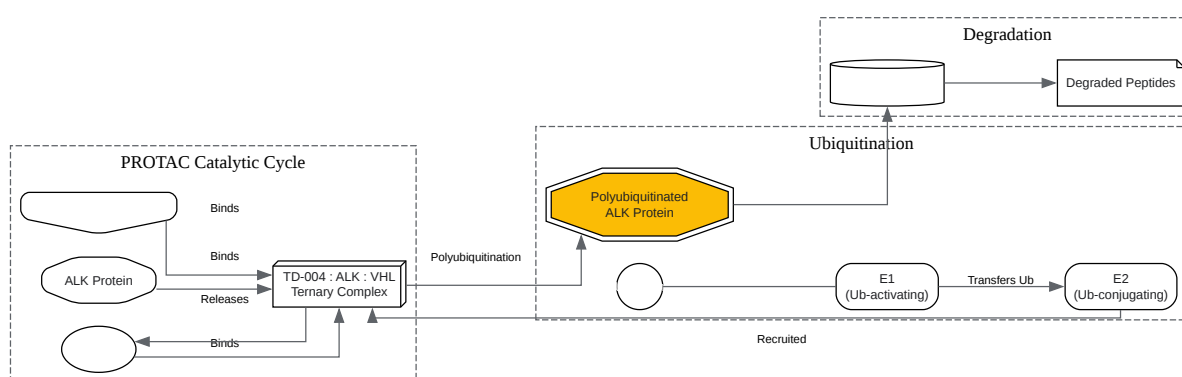 Degradation
Degraded Peptides
Ubiquitination
PROTAC Catalytic Cycle
Polyubiquitinated
ALK Protein
Binds
Binds
Polyubiquitination
ALK Protein
TD-004 : ALK : VHL
Ternary Complex
E1
(Ub-activating)
Transfers Ub
E2
(Ub-conjugating)
Releases
Binds
Recruited